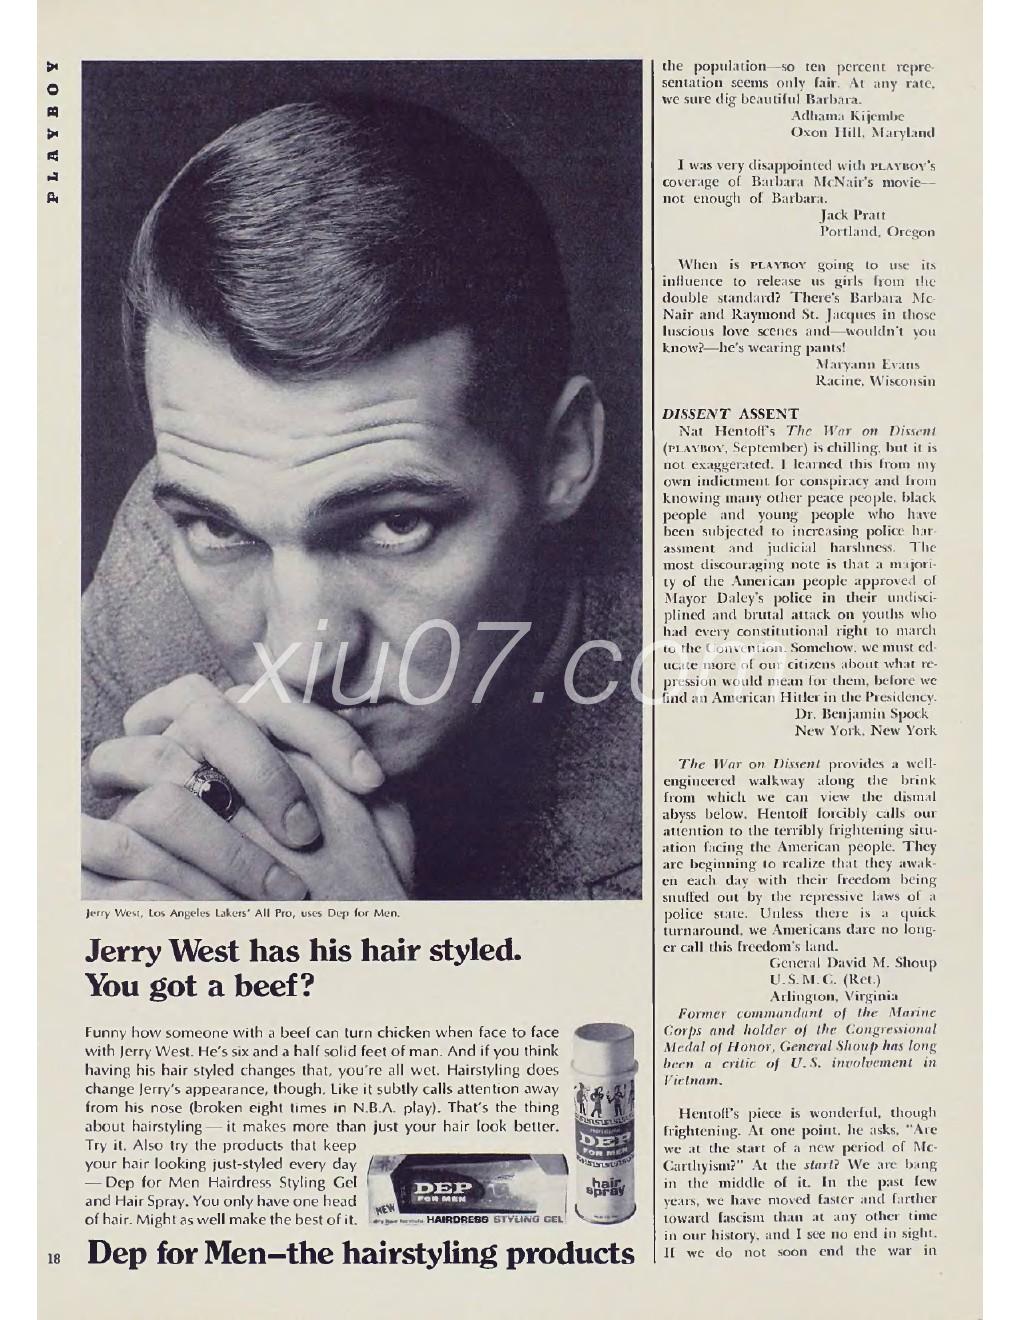 PLAYBOY
Jerry West, Los Angeles Lakers' All Pro, uses Dep for Men.
Jerry West has his hair styled.
You got a beef?
Funny how someone with a beef can turn chicken when face to face
with Jerry West. He's six and a half solid feet of man. And if you think
having his hair styled changes that, you're all wet. Hairstyling does
change Jerry's appearance, though. Like it subtly calls attention away
from his nose (broken eight times in N.B.A. play). That's the thing
about hairstyling — it makes more than just your hair look better.
Try it. Also try the products that keep
your hair looking just-styled every day
— Dep for Men Hairdress Styling Gel
and Hair Spray. You only have one head
of hair. Might as well make the best of it.
DEP
FOR MEN
NEW
HAIRDRESS STYLING GEL
DEP
FOR MEN
hair
spray
Dep for Men—the hairstyling products
18
xiu07.com
the population—so ten percent repre-
sentation seems only fair. At any rate,
we sure dig beautiful Barbara.
Adhama Kijembe
Oxon Hill, Maryland
I was very disappointed with PLAYBOY's
coverage of Barbara McNair's movie—
not enough of Barbara.
Jack Pratt
Portland, Oregon
When is PLAYBOY going to use its
influence to release us girls from the
double standard? There's Barbara Mc-
Nair and Raymond St. Jacques in those
luscious love scenes and—wouldn't you
know?—he's wearing pants!
Maryann Evans
Racine, Wisconsin
DISSENT ASSENT
Nat Hentoff's The War on Dissent
(PLAYBOY, September) is chilling, but it is
not exaggerated. I learned this from my
own indictment for conspiracy and from
knowing many other peace people, black
people and young people who have
been subjected to increasing police har-
assment and judicial harshness. The
most discouraging note is that a majori-
ty of the American people approved of
Mayor Daley's police in their undisci-
plined and brutal attack on youths who
had every constitutional right to march
to the Convention. Somehow, we must ed-
ucate more of our citizens about what re-
pression would mean for them, before we
find an American Hitler in the Presidency.
Dr. Benjamin Spock
New York, New York
The War on Dissent provides a well-
engineered walkway along the brink
from which we can view the dismal
abyss below. Hentoff forcibly calls our
attention to the terribly frightening situ-
ation facing the American people. They
are beginning to realize that they awak-
en each day with their freedom being
snuffed out by the repressive laws of a
police state. Unless there is a quick
turnaround, we Americans dare no long-
er call this freedom's land.
General David M. Shoup
U.S.M.C. (Ret.)
Arlington, Virginia
Former commandant of the Marine
Corps and holder of the Congressional
Medal of Honor, General Shoup has long
been a critic of U.S. involvement in
Vietnam.
Hentoff's piece is wonderful, though
frightening. At one point, he asks, "Are
we at the start of a new period of Mc-
Carthyism?" At the start? We are bang
in the middle of it. In the past few
years, we have moved faster and farther
toward fascism than at any other time
in our history, and I see no end in sight.
If we do not soon end the war in